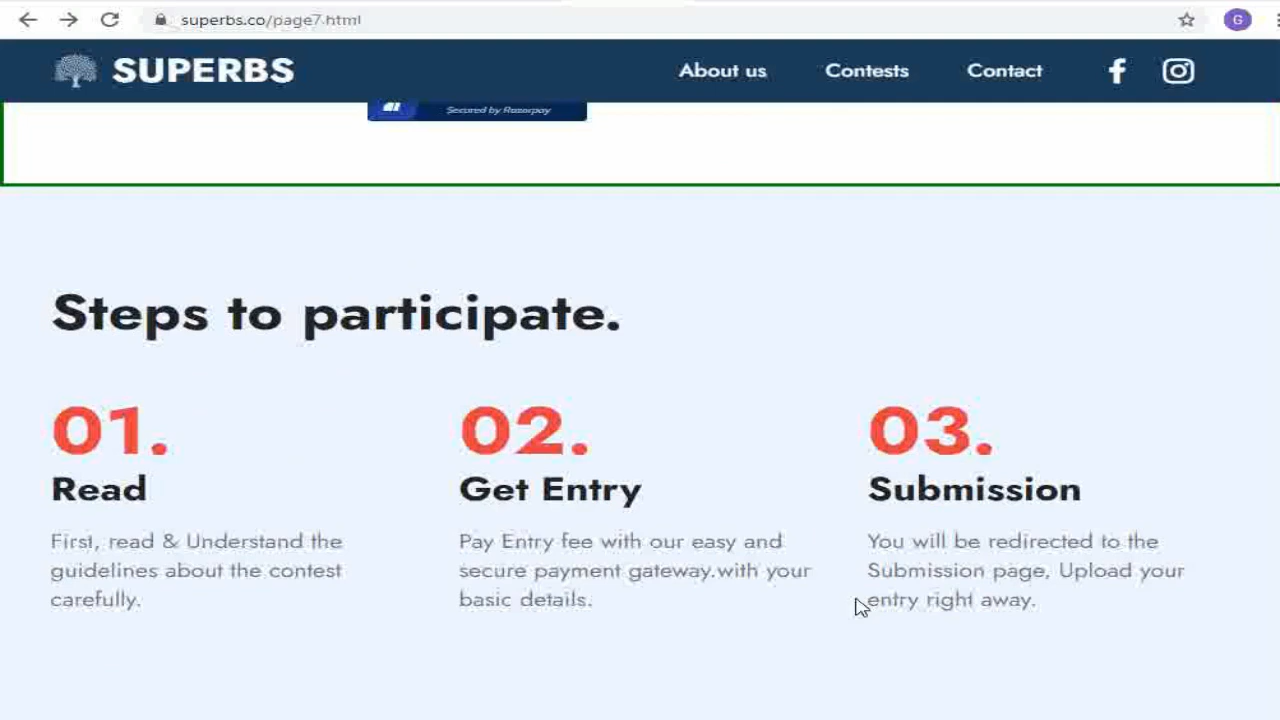 superbs.co/page7.html
G
SUPERBS
About us
Contests
Contact
Secured by Razorpay
Steps to participate.
01.
Read
First, read & Understand the
guidelines about the contest
carefully.
02.
Get Entry
Pay Entry fee with our easy and
secure payment gateway.with your
basic details.
03.
Submission
You will be redirected to the
Submission page, Upload your
entry right away.